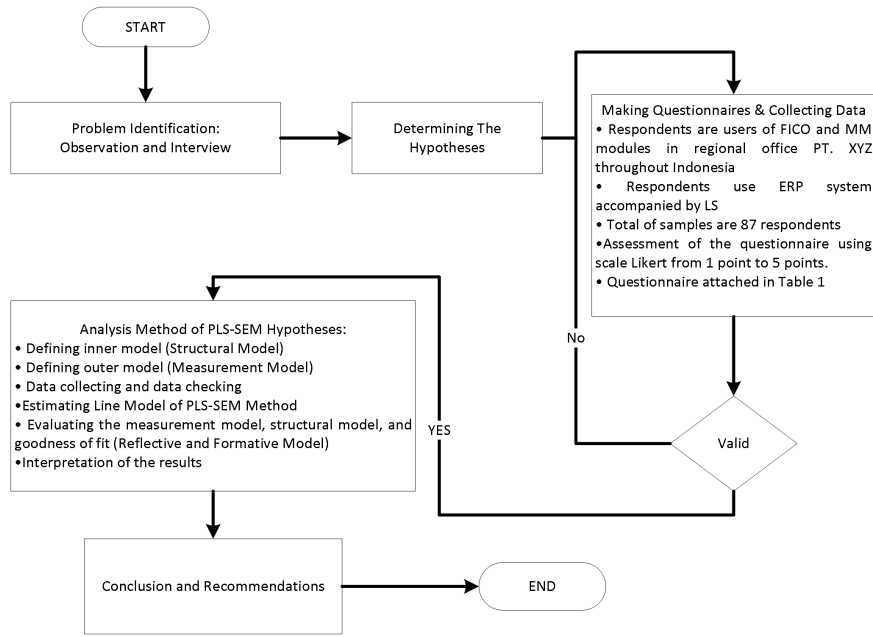 START
Problem Identification:
Observation and Interview
Determining The
Hypotheses
Making Questionnaires & Collecting Data
• Respondents are users of FICO and MM
modules in regional office PT. XYZ
throughout Indonesia
• Respondents use ERP system
accompanied by LS
• Total of samples are 87 respondents
•Assessment of the questionnaire using
scale Likert from 1 point to 5 points.
• Questionnaire attached in Table 1
No
Valid
YES
Analysis Method of PLS-SEM Hypotheses:
• Defining inner model (Structural Model)
• Defining outer model (Measurement Model)
• Data collecting and data checking
•Estimating Line Model of PLS-SEM Method
• Evaluating the measurement model, structural model, and
goodness of fit (Reflective and Formative Model)
•Interpretation of the results
Conclusion and Recommendations
END